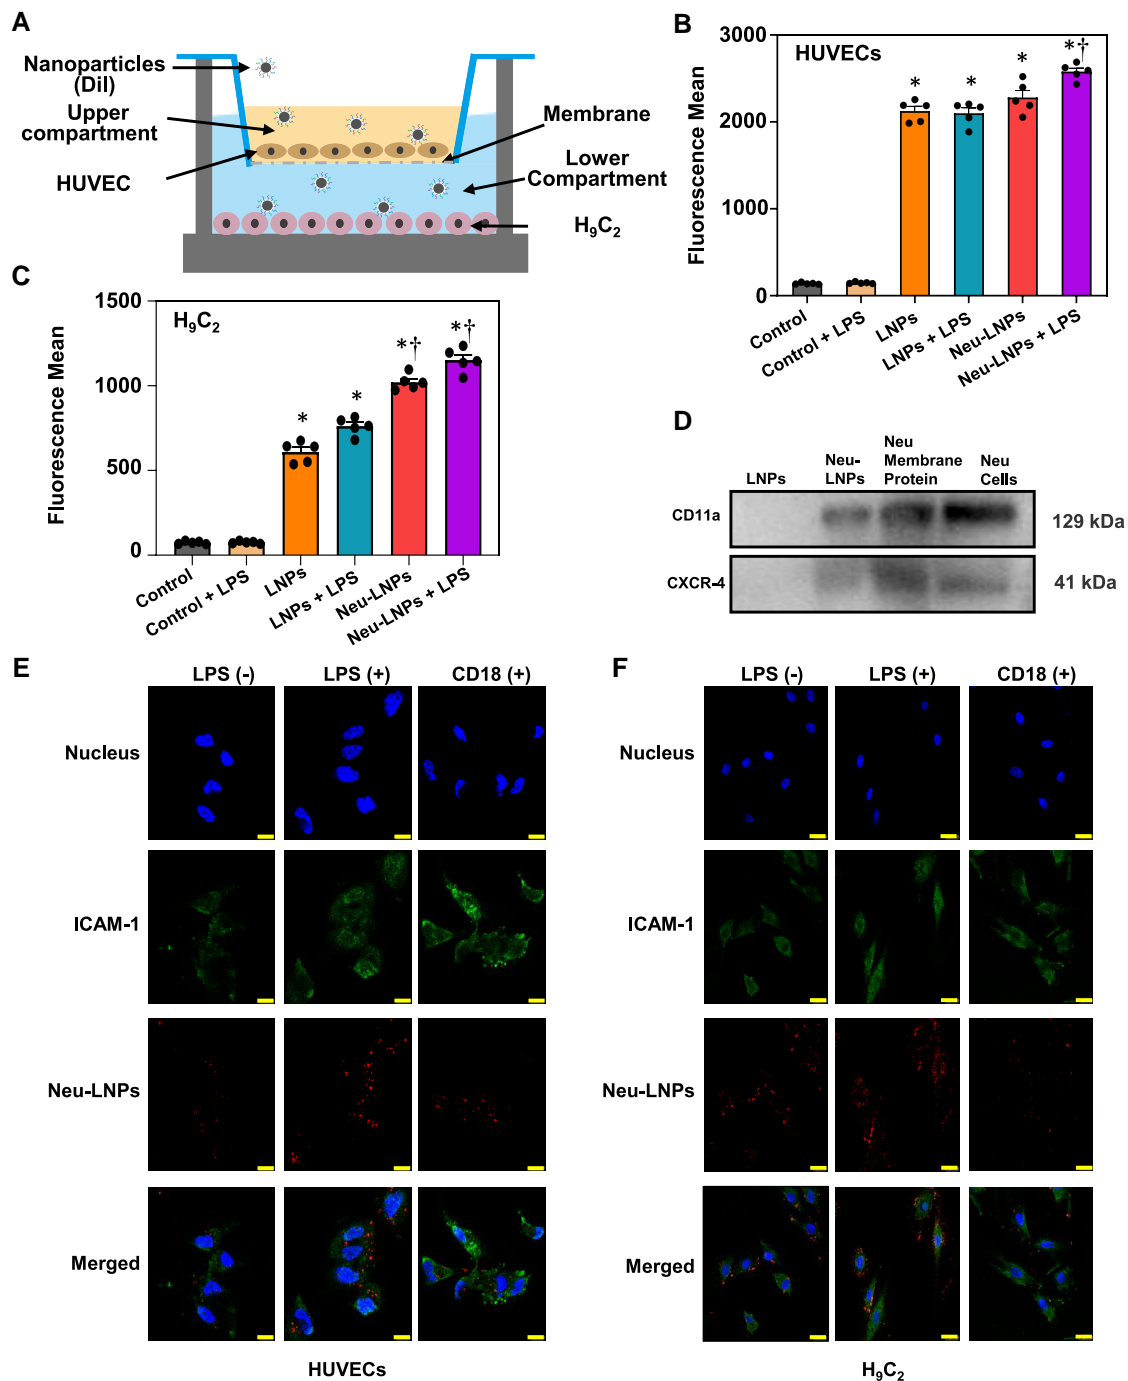 A
Nanoparticles
(Dil)
Upper
compartment
HUVEC
Membrane
Lower
Compartment
H₉C₂
B
HUVECs
Fluorescence Mean
3000
2000
1000
0
* * * *†
Control
Control + LPS
LNPs
LNPs + LPS
Neu-LNPs
Neu-LNPs + LPS
C
H₉C₂
Fluorescence Mean
1500
1000
500
0
* * *† *†
Control
Control + LPS
LNPs
LNPs + LPS
Neu-LNPs
Neu-LNPs + LPS
D
LNPs
Neu-
LNPs
Neu
Membrane
Protein
Neu
Cells
CD11a
129 kDa
CXCR-4
41 kDa
E
LPS (-) LPS (+) CD18 (+)
Nucleus
ICAM-1
Neu-LNPs
Merged
HUVECs
F
LPS (-) LPS (+) CD18 (+)
Nucleus
ICAM-1
Neu-LNPs
Merged
H₉C₂